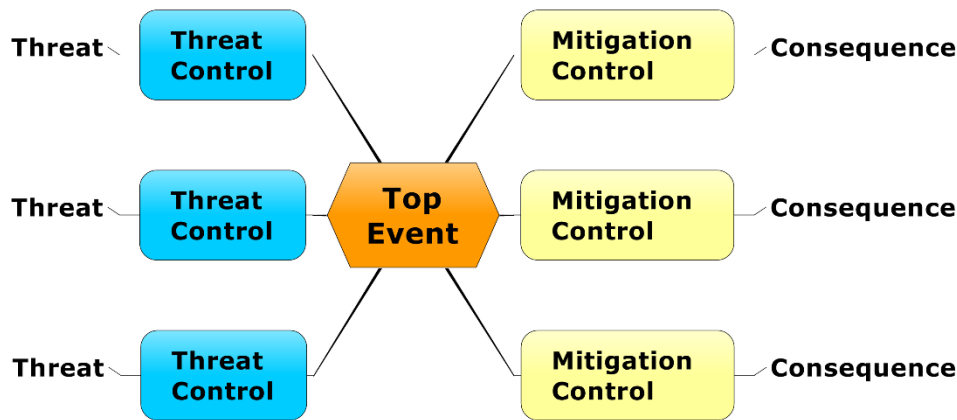 Threat
Threat
Control
Mitigation
Control
Consequence
Threat
Threat
Control
Top
Event
Mitigation
Control
Consequence
Threat
Threat
Control
Mitigation
Control
Consequence